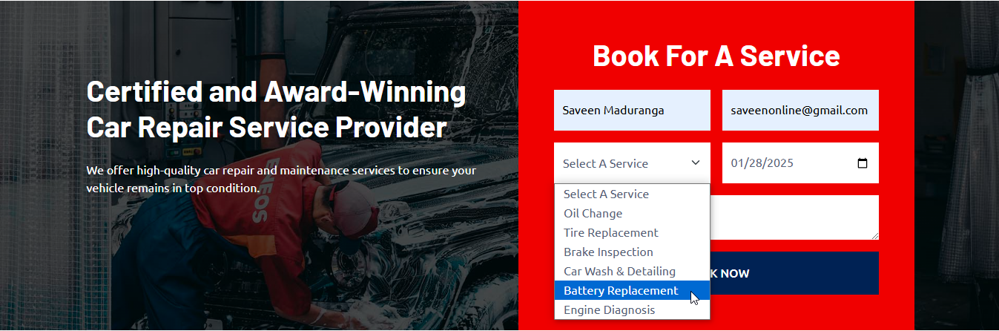 Certified and Award-Winning
Car Repair Service Provider
We offer high-quality car repair and maintenance services to ensure your
vehicle remains in top condition.
ENEOS
Book For A Service
Saveen Maduranga
saveenonline@gmail.com
Select A Service
01/28/2025
Select A Service
Oil Change
Tire Replacement
Brake Inspection
Car Wash & Detailing
Battery Replacement
Engine Diagnosis
K NOW